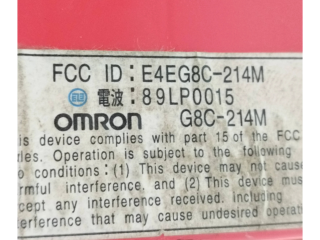 FCC ID : E4EG8C-214M
電波 : 89LP0015
OMRON G8C-214M
is device complies with part 15 of the FCC
les. Operation is subject to the following
o conditions : (1) This device may not cause
rmful interference, and (2) This device must
cept any interference received, including
terference that may cause undesired operat